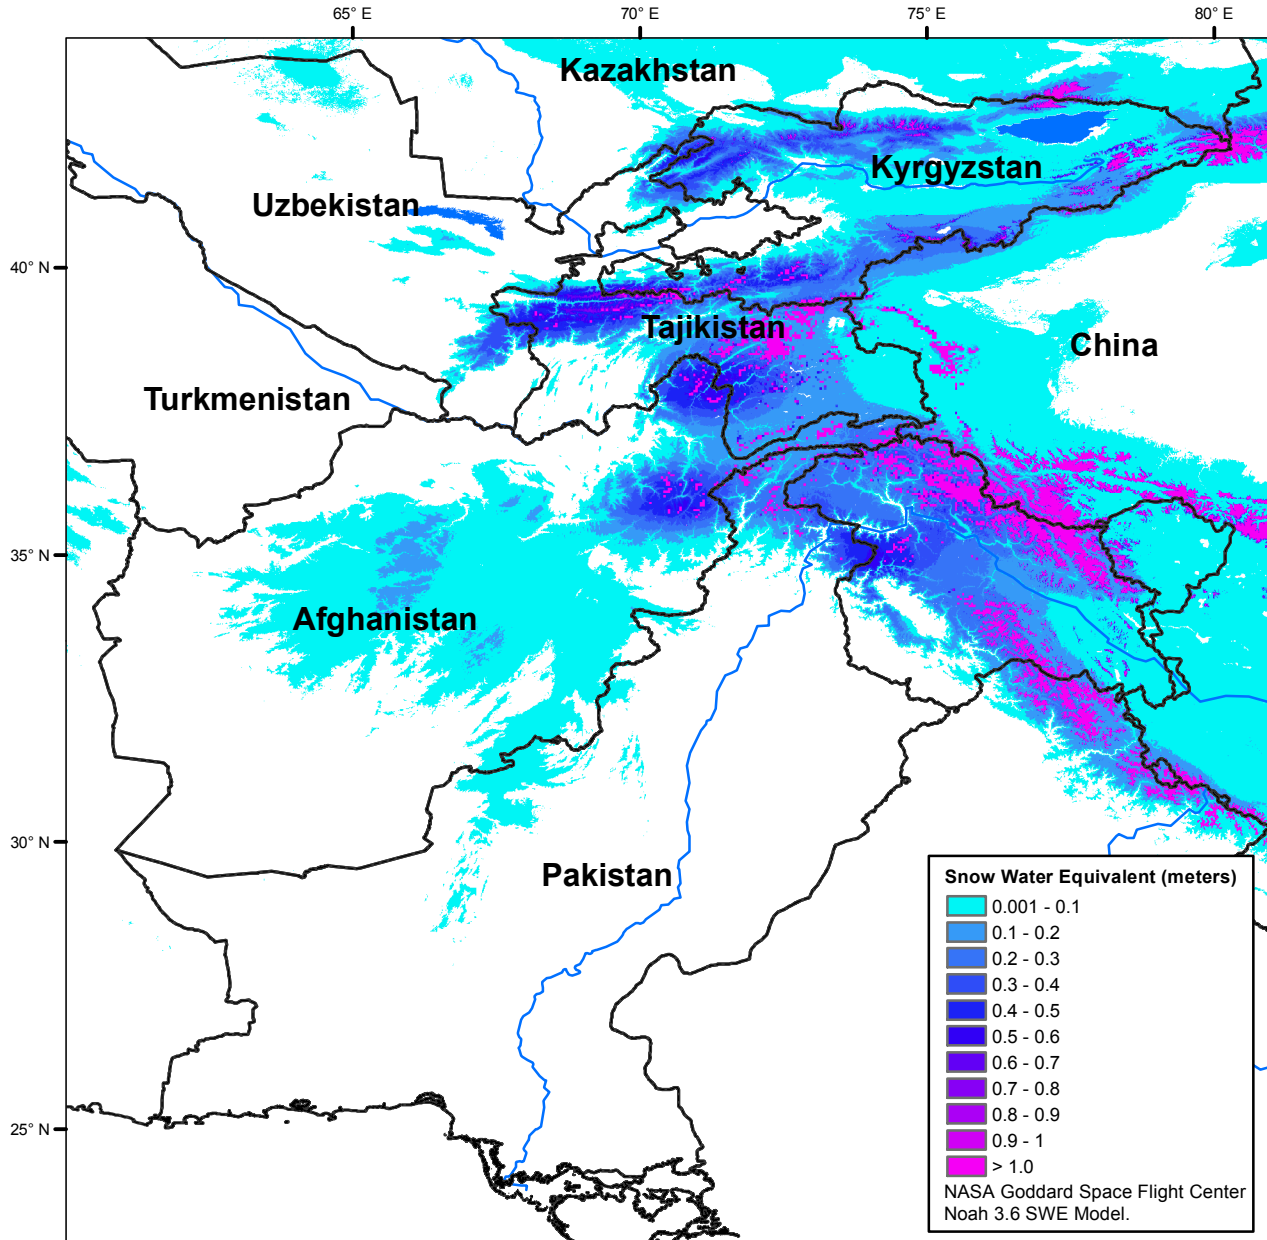 65° E
70° E
75° E
80° E
Kazakhstan
Kyrgyzstan
Uzbekistan
40° N
Tajikistan
China
Turkmenistan
35° N
Afghanistan
30° N
Pakistan
25° N
Snow Water Equivalent (meters)
0.001 - 0.1
0.1 - 0.2
0.2 - 0.3
0.3 - 0.4
0.4 - 0.5
0.5 - 0.6
0.6 - 0.7
0.7 - 0.8
0.8 - 0.9
0.9 - 1
> 1.0
NASA Goddard Space Flight Center
Noah 3.6 SWE Model.